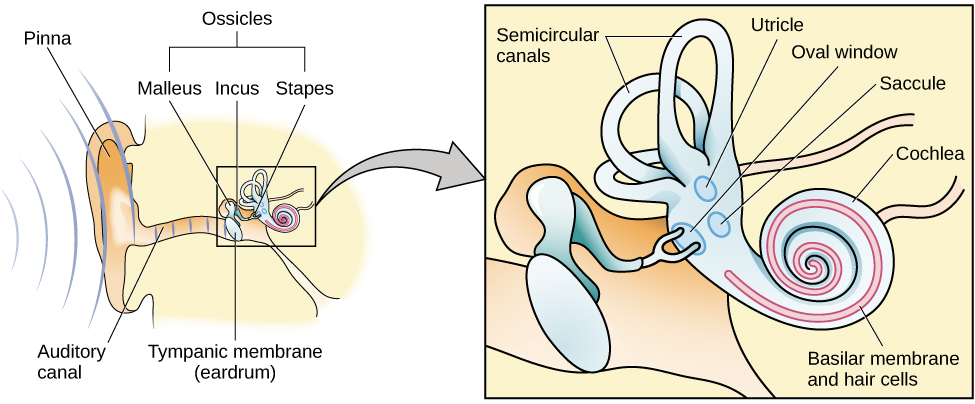 Ossicles
Pinna
Malleus
Incus
Stapes
Auditory
canal
Tympanic membrane
(eardrum)
Semicircular
canals
Utricle
Oval window
Saccule
Cochlea
Basilar membrane
and hair cells